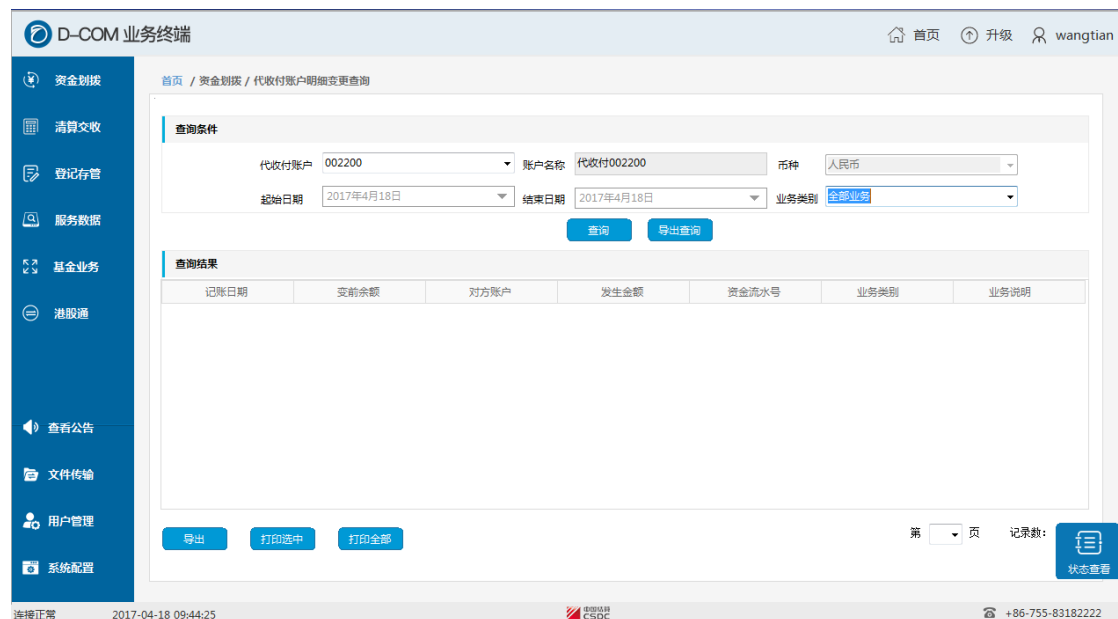 D-COM 业务终端
首页 升级 wangtian
资金划拨
清算交收
登记存管
服务数据
基金业务
港股通
查看公告
文件传输
用户管理
系统配置
首页 / 资金划拨 / 代收付账户明细变更查询
查询条件
代收付账户 002200 账户名称 代收付002200 币种 人民币
起始日期 2017年4月18日 结束日期 2017年4月18日 业务类别 全部业务
查询 导出查询
查询结果
记账日期 变前余额 对方账户 发生金额 资金流水号 业务类别 业务说明
导出 打印选中 打印全部 第 页 记录数:
状态查看
连接正常 2017-04-18 09:44:25 中国结算 CSDC +86-755-83182222